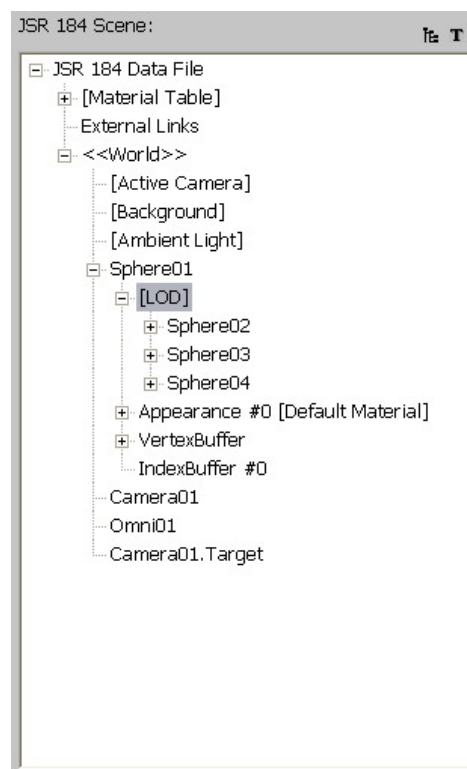 JSR 184 Scene:
T
JSR 184 Data File
[Material Table]
External Links
<<World>>
[Active Camera]
[Background]
[Ambient Light]
Sphere01
[LOD]
Sphere02
Sphere03
Sphere04
Appearance #0 [Default Material]
VertexBuffer
IndexBuffer #0
Camera01
Omni01
Camera01.Target